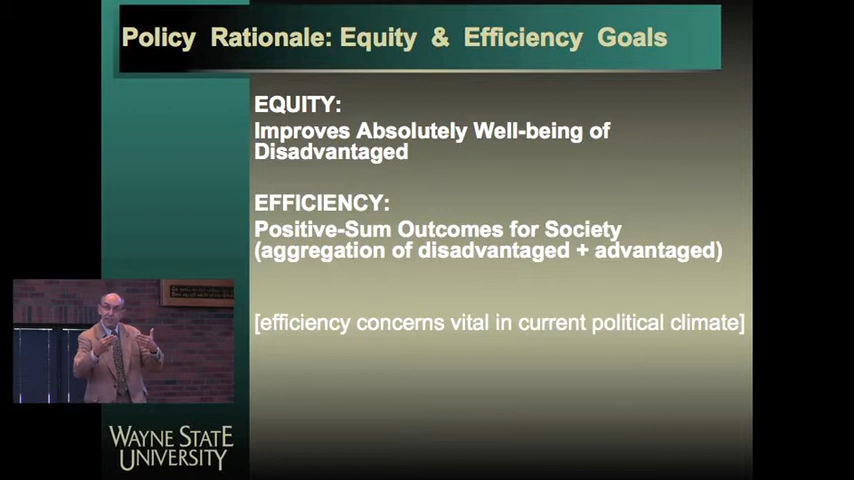 Policy Rationale: Equity & Efficiency Goals
EQUITY:
Improves Absolutely Well-being of
Disadvantaged
EFFICIENCY:
Positive-Sum Outcomes for Society
(aggregation of disadvantaged + advantaged)
[efficiency concerns vital in current political climate]
WAYNE STATE
UNIVERSITY